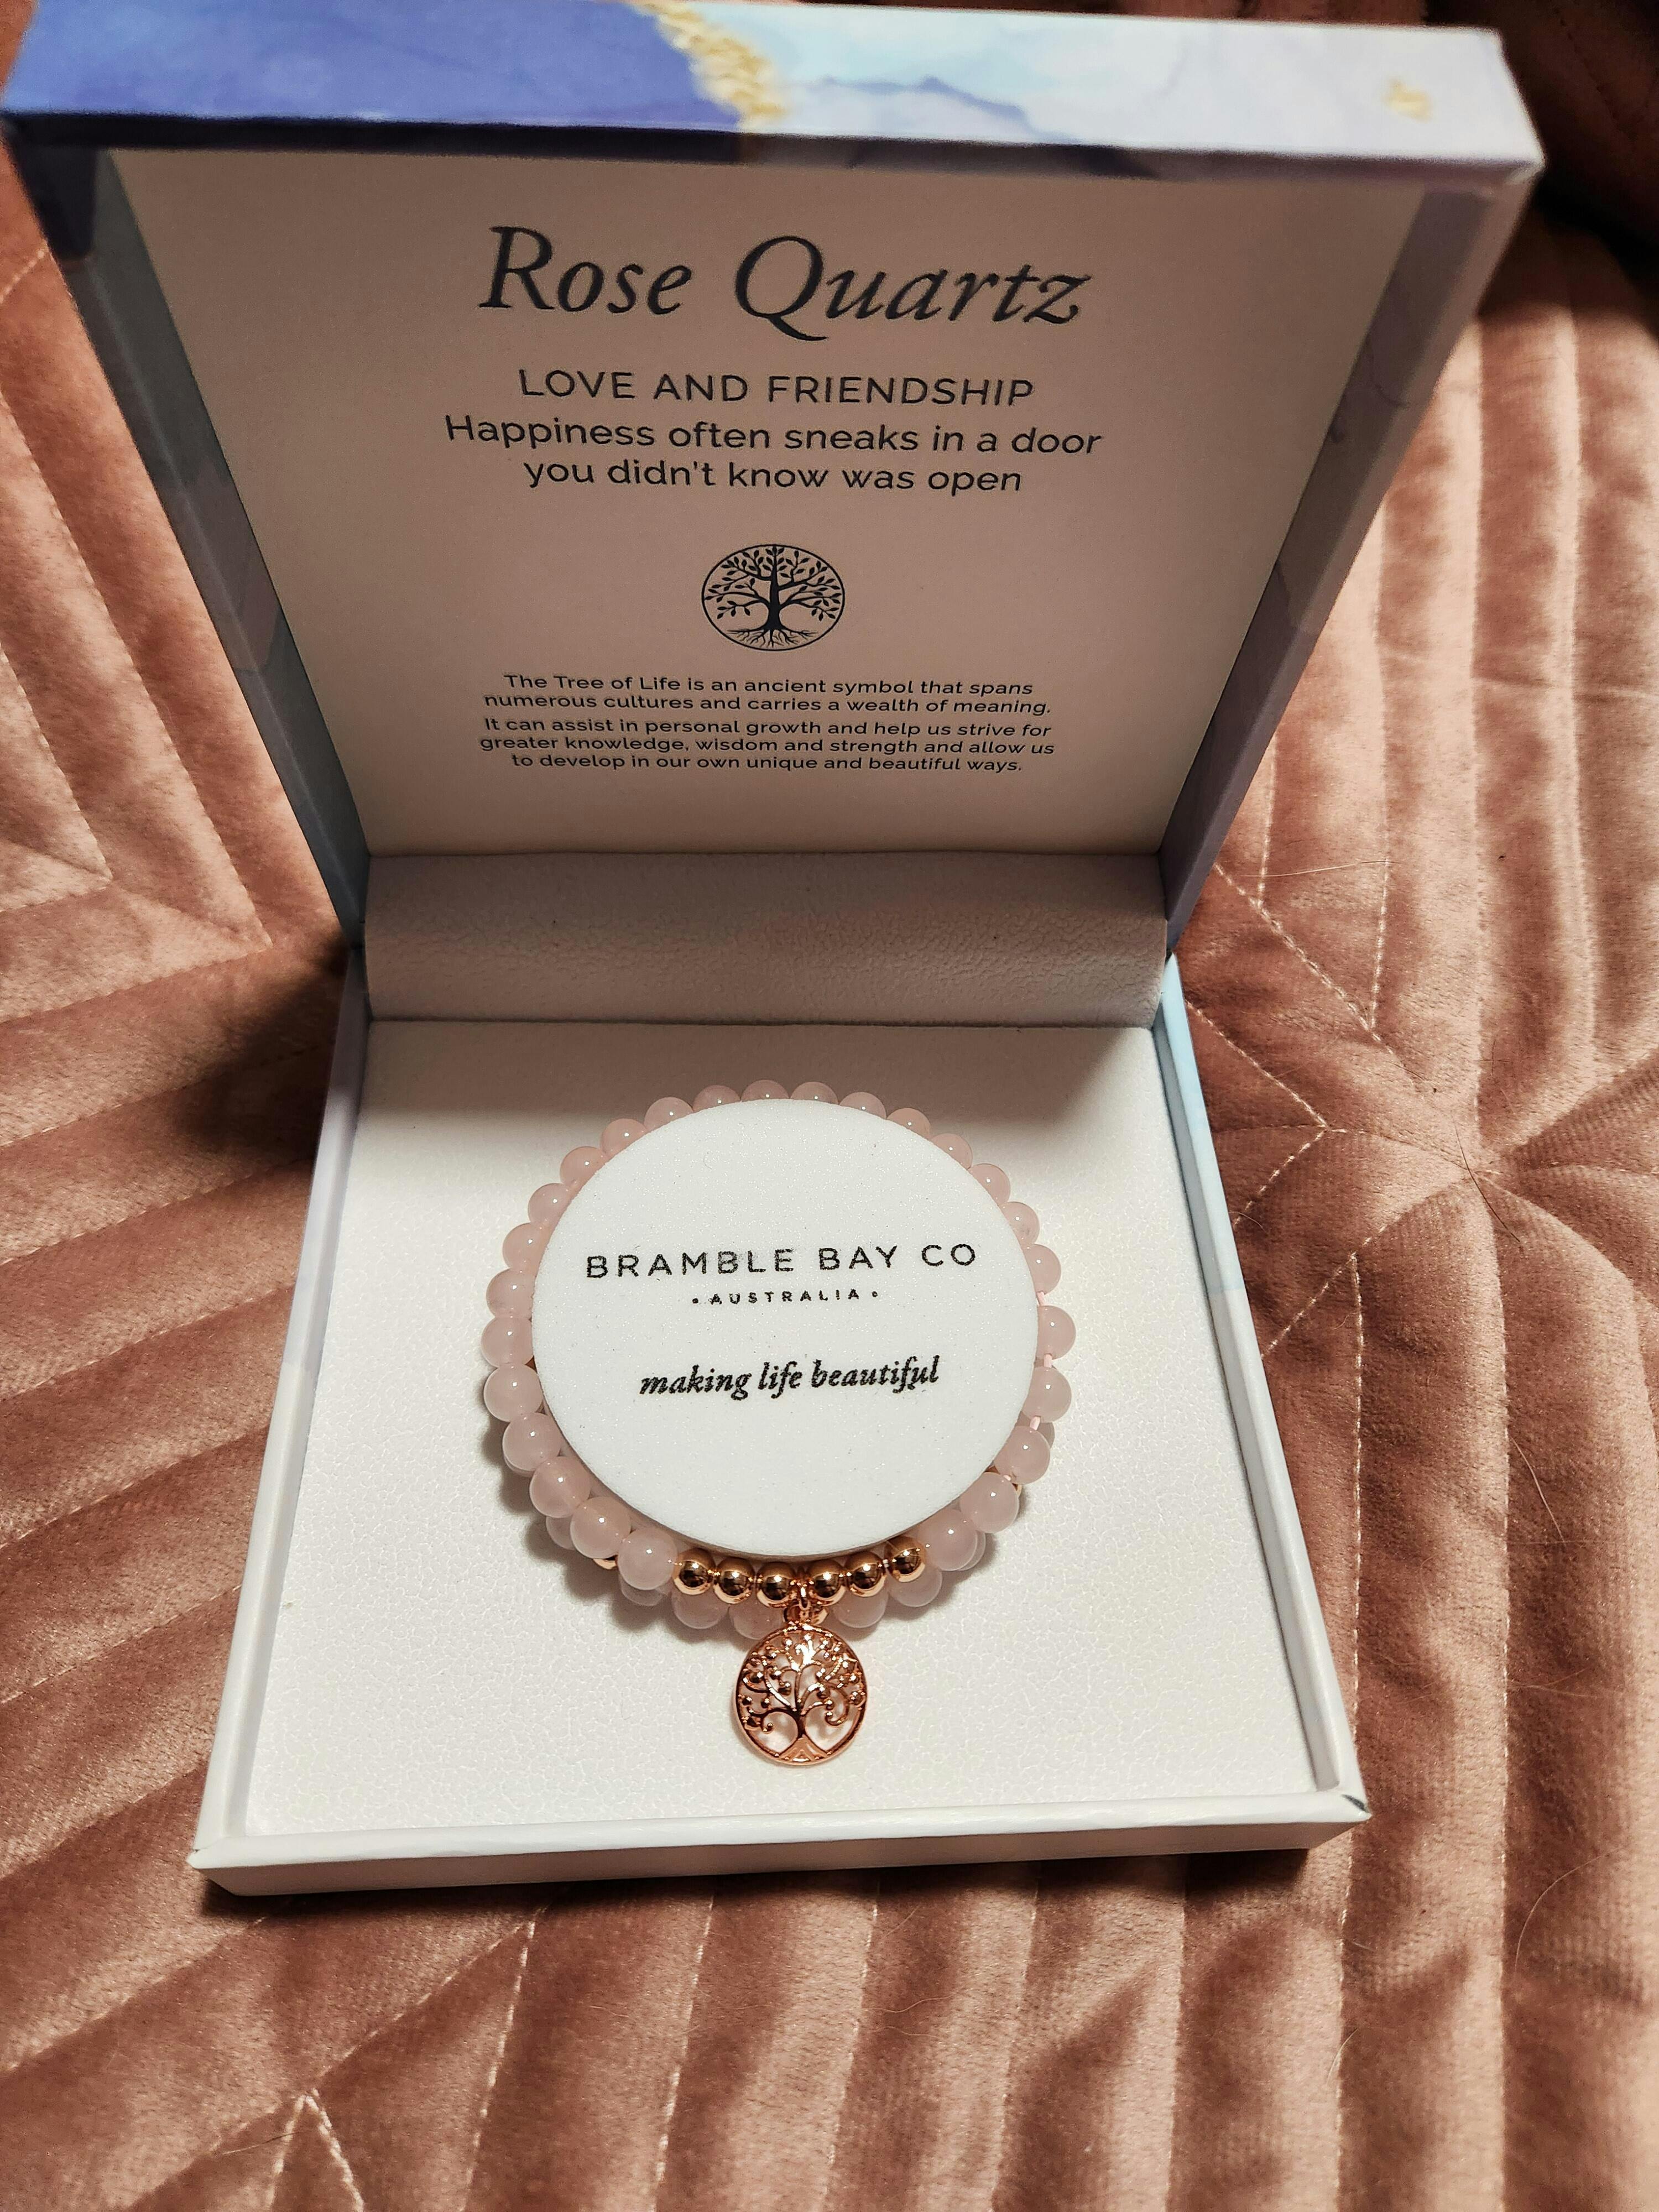 Rose Quartz
LOVE AND FRIENDSHIP
Happiness often sneaks in a door
you didn't know was open
The Tree of Life is an ancient symbol that spans
numerous cultures and carries a wealth of meaning.
It can assist in personal growth and help us strive for
greater knowledge, wisdom and strength and allow us
to develop in our own unique and beautiful ways.
BRAMBLE BAY CO
• AUSTRALIA •
making life beautiful